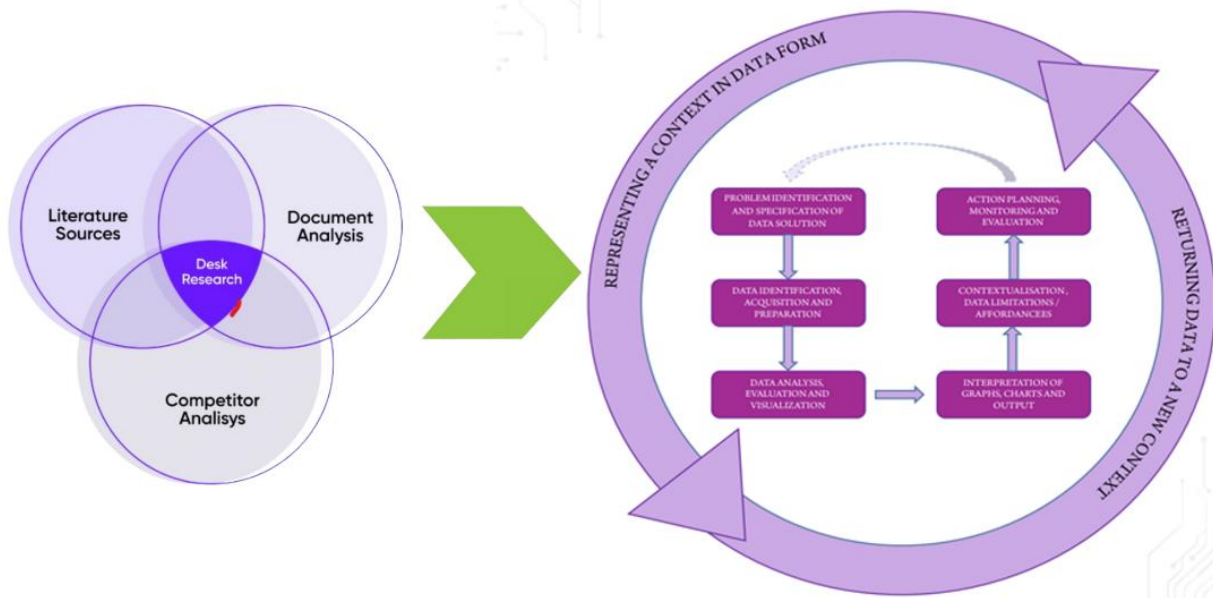 Literature
Sources
Document
Analysis
Desk
Research
Competitor
Analisys
REPRESENTING A CONTEXT IN DATA FORM
PROBLEM IDENTIFICATION
AND SPECIFICATION OF
DATA SOLUTION
DATA IDENTIFICATION,
ACQUISITION AND
PREPARATION
DATA ANALYSIS,
EVALUATION AND
VISUALIZATION
INTERPRETATION OF
GRAPHS, CHARTS AND
OUTPUT
CONTEXTUALISATION,
DATA LIMITATIONS /
AFFORDANCEES
ACTION PLANNING,
MONITORING AND
EVALUATION
RETURNING DATA TO A NEW CONTEXT